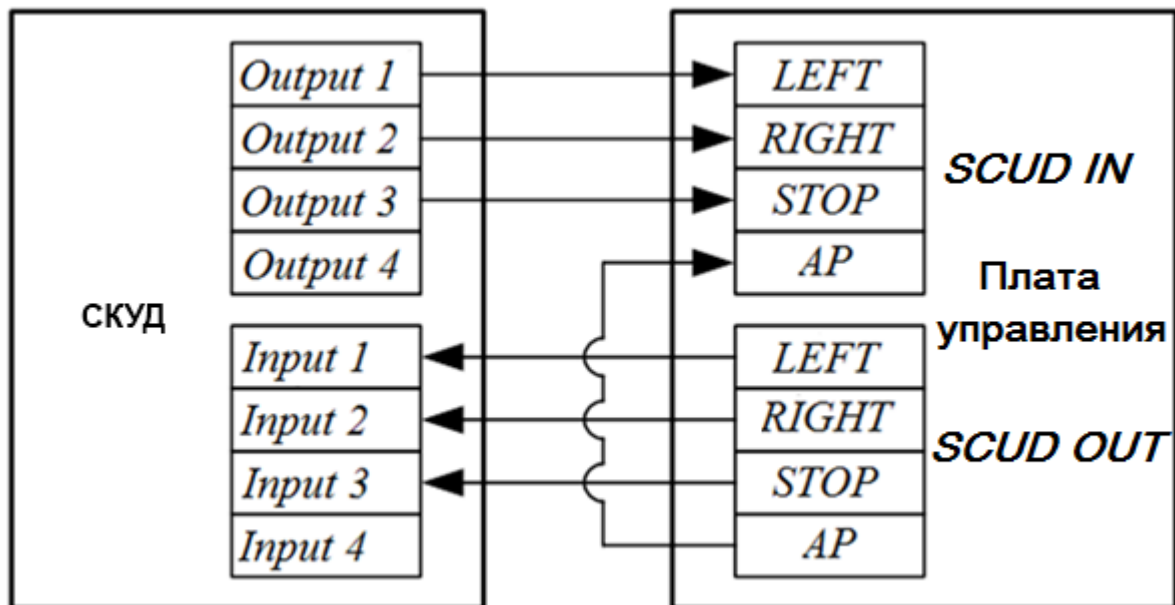 СКУД
Output 1
Output 2
Output 3
Output 4
Input 1
Input 2
Input 3
Input 4
LEFT
RIGHT
STOP
AP
LEFT
RIGHT
STOP
AP
SCUD IN
Плата
управления
SCUD OUT